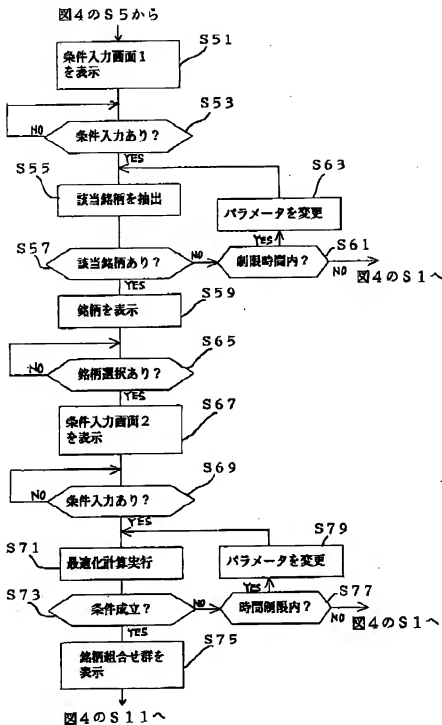 図4のS5から
S51
条件入力画面1
を表示
S53
条件入力あり?
NO
YES
S55
S63
該当銘柄を抽出
パラメータを変更
S57
YES
S61
該当銘柄あり?
NO
制限時間内?
NO
図4のS1へ
YES
S59
銘柄を表示
S65
銘柄選択あり?
NO
YES
S67
条件入力画面2
を表示
S69
条件入力あり?
NO
YES
S79
S71
最適化計算実行
パラメータを変更
S73
YES
S77
条件成立?
NO
時間制限内?
NO
図4のS1へ
YES
S75
銘柄組合せ群を
表示
図4のS11へ